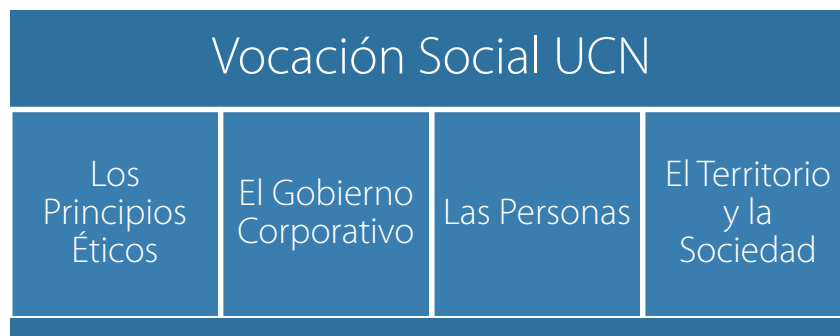 Vocación Social UCN
Los
Principios
Éticos
El Gobierno
Corporativo
Las Personas
El Territorio
y la
Sociedad